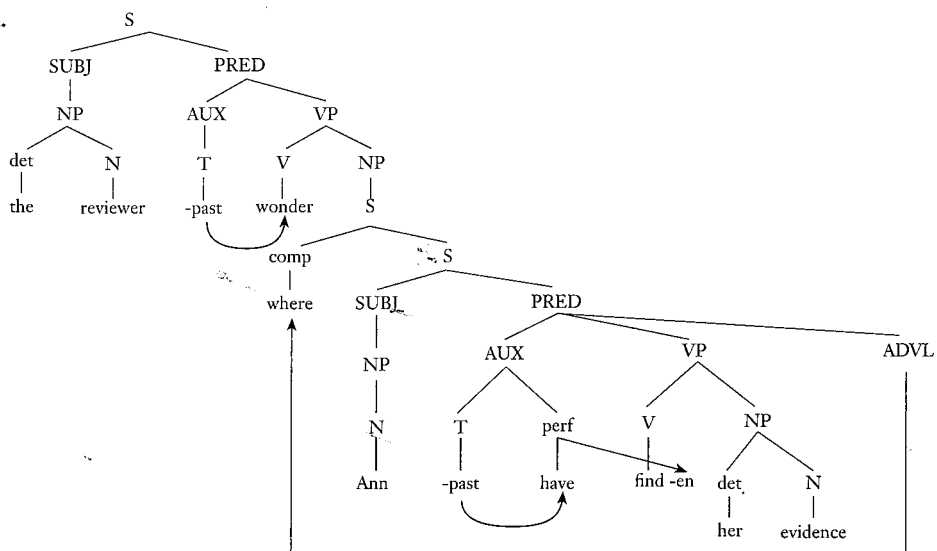 S
SUBJ PRED
NP AUX VP
det N T V NP
the reviewer -past wonder S
comp S
where SUBJ PRED
AUX VP ADVL
NP
N T perf V NP
Ann -past have find -en det N
her evidence